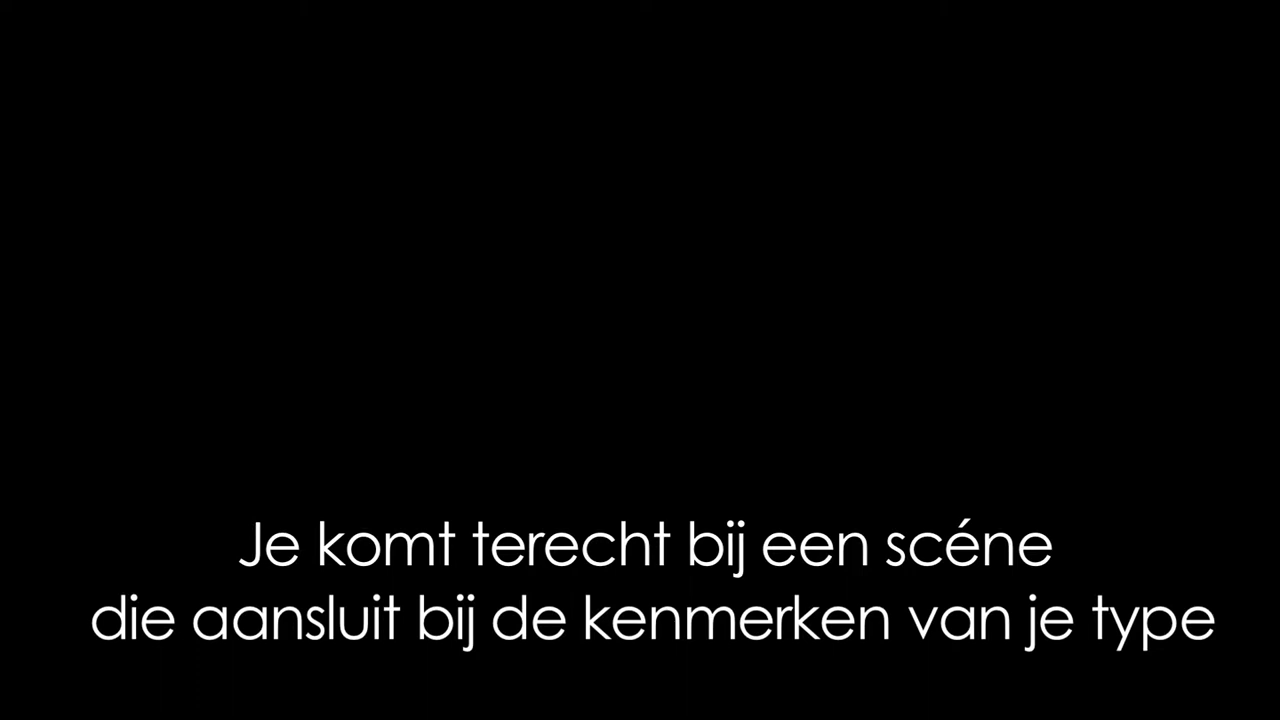 Je komt terecht bij een scéne
die aansluit bij de kenmerken van je type